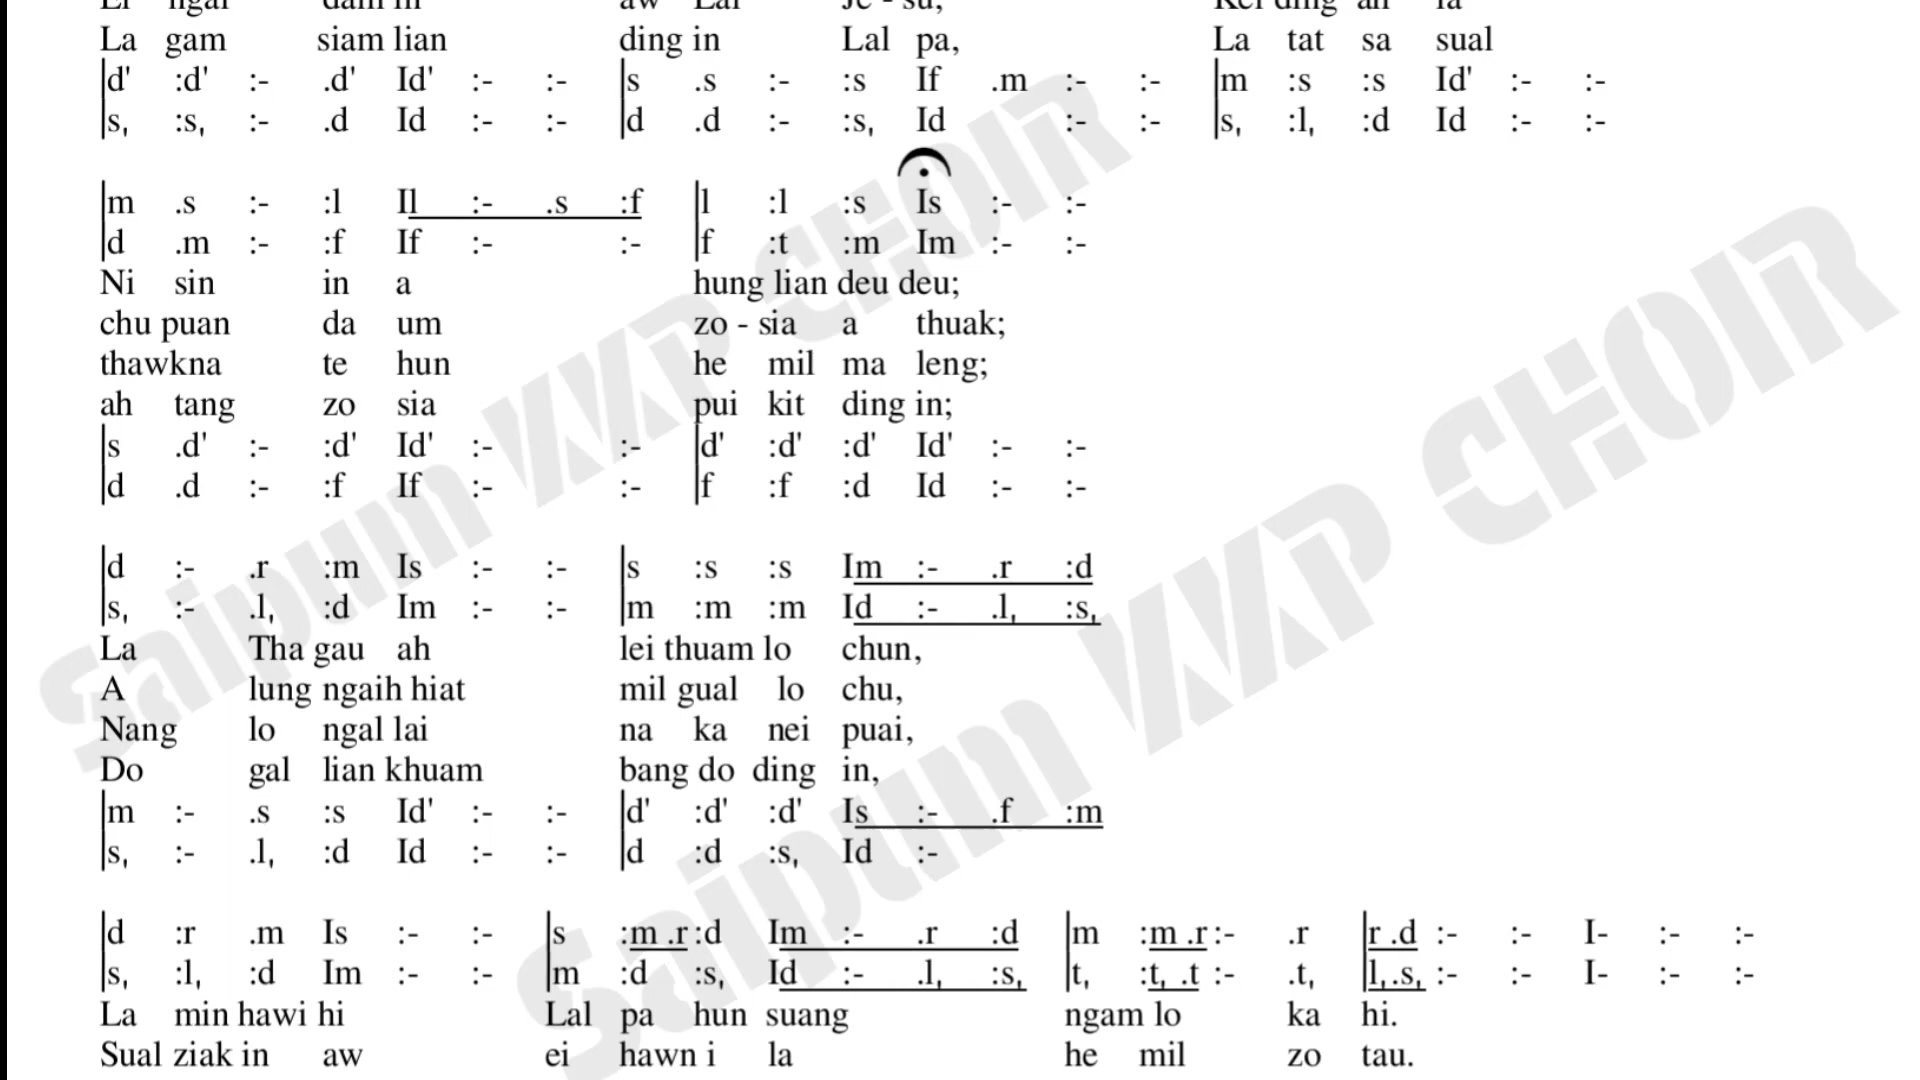 La gam siam lian ding in Lal pa, La tat sa sual
|d' :d' :- .d' Id' :- :- |s .s :- :s If .m :- :- |m :s :s Id' :- :-
|s, :s, :- .d Id :- :- |d .d :- :s, Id :- :- |s, :l, :d Id :- :-
|m .s :- :l Il :- .s :f |l :l :s Is :- :-
|d .m :- :f If :- :- |f :t :m Im :- :-
Ni sin in a hung lian deu deu;
chu puan da um zo - sia a thuak;
thawkna te hun he mil ma leng;
ah tang zo sia pui kit ding in;
|s .d' :- :d' Id' :- :- |d' :d' :d' Id' :- :-
|d .d :- :f If :- :- |f :f :d Id :- :-
|d :- .r :m Is :- :- |s :s :s Im :- .r :d
|s, :- .l, :d Im :- :- |m :m :m Id :- .l, :s,
La Tha gau ah lei thuam lo chun,
A lung ngaih hiat mil gual lo chu,
Nang lo ngal lai na ka nei puai,
Do gal lian khuam bang do ding in,
|m :- .s :s Id' :- :- |d' :d' :d' Is :- .f :m
|s, :- .l, :d Id :- :- |d :d :s, Id :-
|d :r .m Is :- :- |s :m .r :d Im :- .r :d |m :m .r :- .r |r .d :- :- I- :- :-
|s, :l, :d Im :- :- |m :d :s, Id :- .l, :s, |t, :t, .t :- .t, |l, .s, :- :- I- :- :-
La min hawi hi Lal pa hun suang ngam lo ka hi.
Sual ziak in aw ei hawn i la he mil zo tau.
Saipum VKP CHOIR
Saipum VKP CHOIR